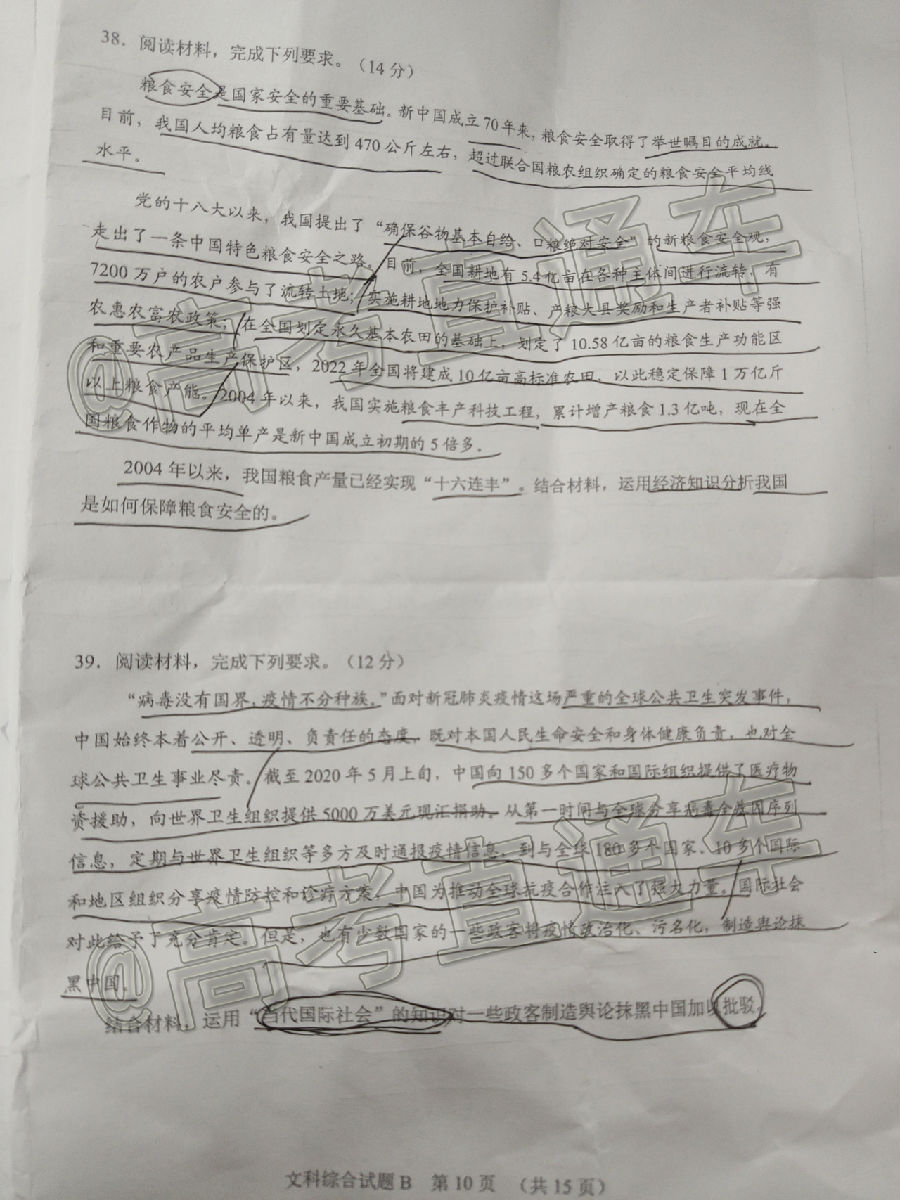 38．阅读材料，完成下列要求。（14分）
粮食安全是国家安全的重要基础。新中国成立70年来，粮食安全取得了举世瞩目的成就。
目前，我国人均粮食占有量达到470公斤左右，超过联合国粮农组织确定的粮食安全平均线
水平。
党的十八大以来，我国提出了“确保谷物基本自给、口粮绝对安全”的新粮食安全观，
走出了一条中国特色粮食安全之路。目前，全国耕地有5.4亿亩在各种主体间进行流转，有
7200万户的农户参与了流转土地；实施耕地地力保护补贴、产粮大县奖励和生产者补贴等强
农惠农富农政策；在全国划定永久基本农田的基础上，划定了10.58亿亩的粮食生产功能区
和重要农产品生产保护区，2022年全国将建成10亿亩高标准农田，以此稳定保障1万亿斤
以上粮食产能。2004年以来，我国实施粮食丰产科技工程，累计增产粮食1.3亿吨，现在全
国粮食作物的平均单产是新中国成立初期的5倍多。
2004年以来，我国粮食产量已经实现“十六连丰”。结合材料，运用经济知识分析我国
是如何保障粮食安全的。
39．阅读材料，完成下列要求。（12分）
“病毒没有国界，疫情不分种族。”面对新冠肺炎疫情这场严重的全球公共卫生突发事件，
中国始终本着公开、透明、负责任的态度，既对本国人民生命安全和身体健康负责，也对全
球公共卫生事业尽责。截至2020年5月上旬，中国向150多个国家和国际组织提供了医疗物
资援助，向世界卫生组织提供5000万美元现汇捐助。从第一时间与全球分享病毒全基因序列
信息，定期与世界卫生组织等多方及时通报疫情信息，到与全球180多个国家、10多个国际
和地区组织分享疫情防控和诊疗方案，中国为推动全球抗疫合作注入了强大力量。国际社会
对此给予了充分肯定。但是，也有少数国家的一些政客将疫情政治化、污名化，制造舆论抹
黑中国。
结合材料，运用“当代国际社会”的知识对一些政客制造舆论抹黑中国加以批驳。
@高考直通车
@高考直通车
文科综合试题B 第10页 （共15页）